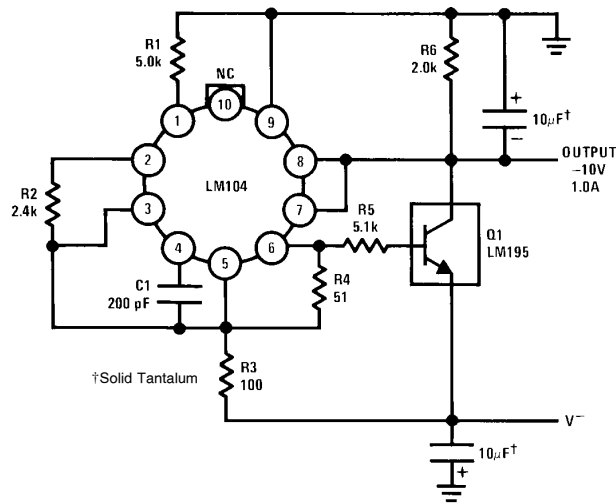 R1
5.0k
NC
R6
2.0k
10
1
9
+
10μF†
−
2
8
OUTPUT
−10V
1.0A
R2
2.4k
LM104
3
7
R5
5.1k
Q1
LM195
4
5
6
C1
200 pF
R4
51
†Solid Tantalum
R3
100
V−
10μF†
+